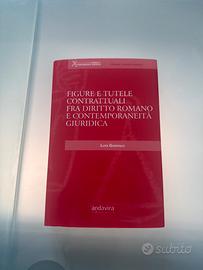 FIGURE E TUTELE
CONTRATTUALI
FRA DIRITTO ROMANO
E CONTEMPORANEITÀ
GIURIDICA
andavira
subito